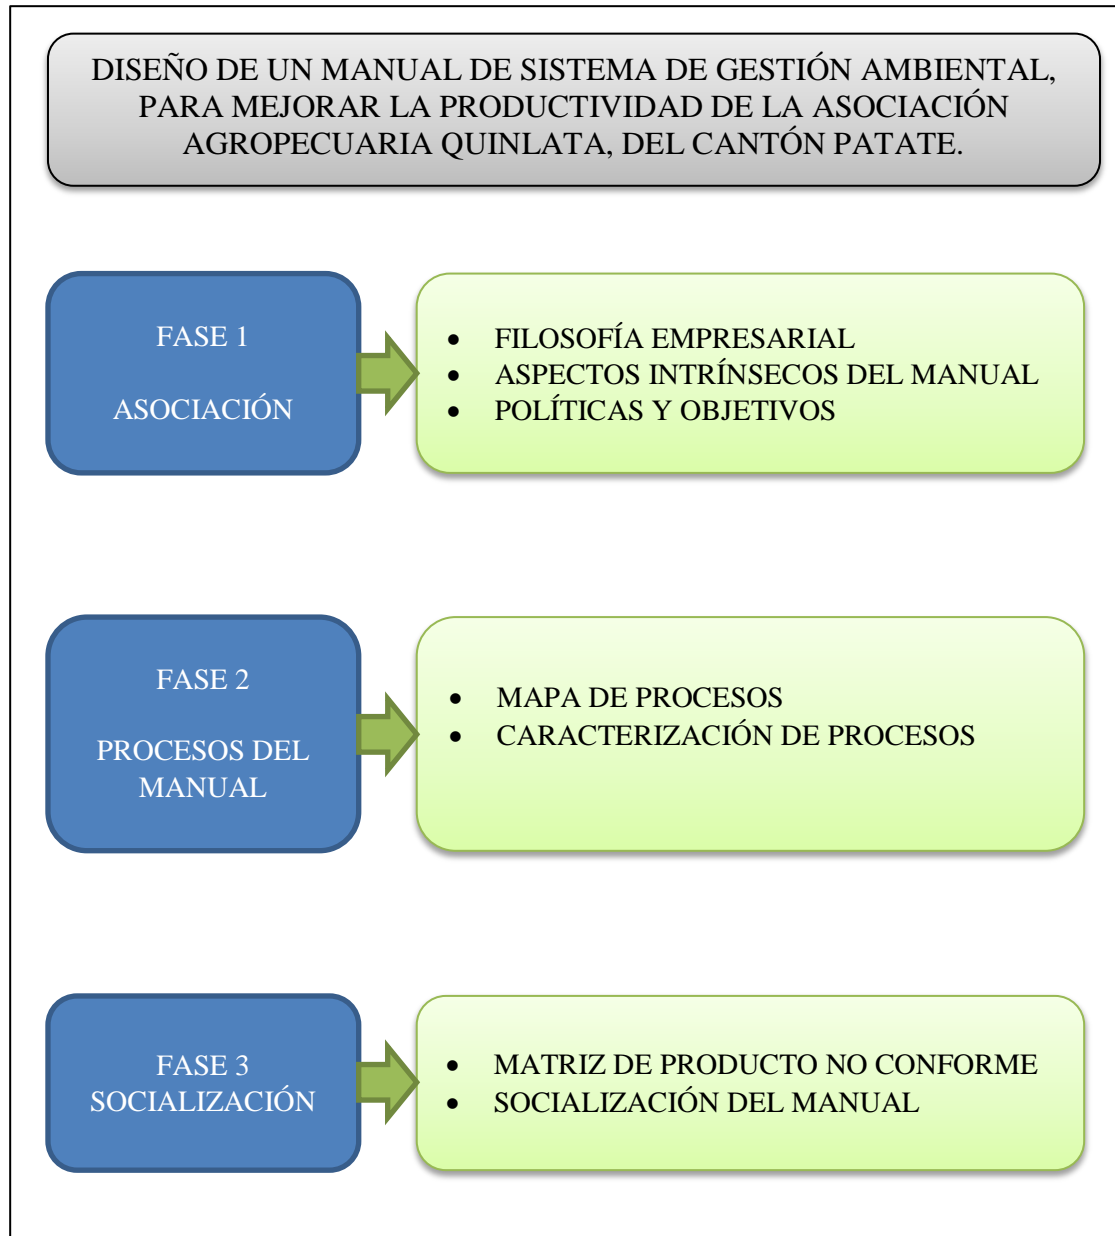 DISEÑO DE UN MANUAL DE SISTEMA DE GESTIÓN AMBIENTAL,
PARA MEJORAR LA PRODUCTIVIDAD DE LA ASOCIACIÓN
AGROPECUARIA QUINLATA, DEL CANTÓN PATATE.
FASE 1
ASOCIACIÓN
• FILOSOFÍA EMPRESARIAL
• ASPECTOS INTRÍNSECOS DEL MANUAL
• POLÍTICAS Y OBJETIVOS
FASE 2
PROCESOS DEL
MANUAL
• MAPA DE PROCESOS
• CARACTERIZACIÓN DE PROCESOS
FASE 3
SOCIALIZACIÓN
• MATRIZ DE PRODUCTO NO CONFORME
• SOCIALIZACIÓN DEL MANUAL